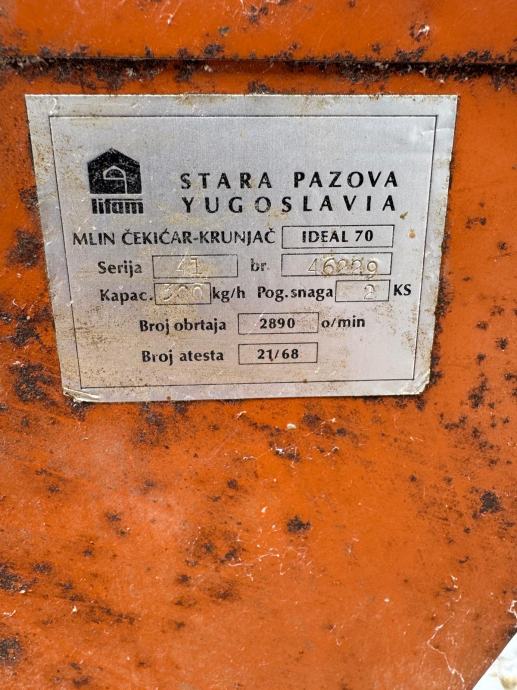 lifam
STARA PAZOVA
YUGOSLAVIA
MLIN ČEKIĆAR-KRUNJAČ IDEAL 70
Serija 41 br.
Kapac. kg/h Pog.snaga 2 KS
Broj obrtaja 2890 o/min
Broj atesta 21/68